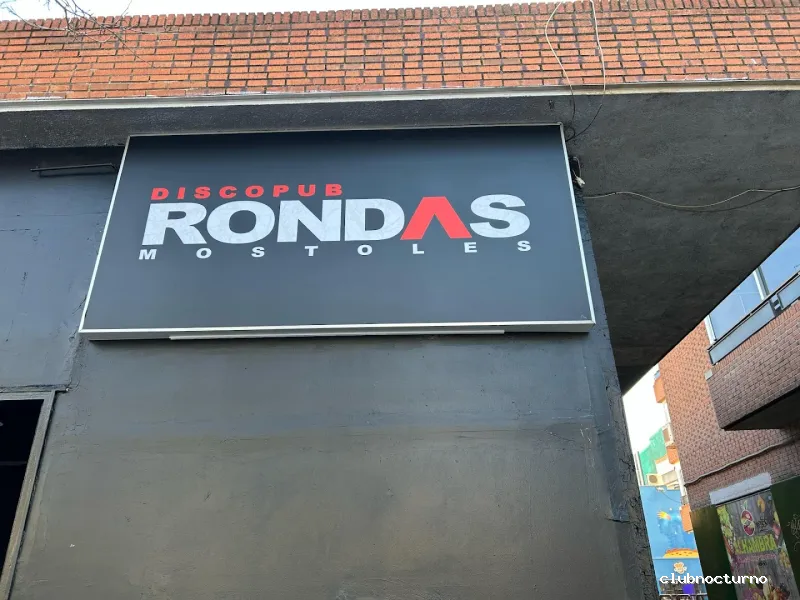 DISCOPUB
RONDAS
MOSTOLES
clubnocturno